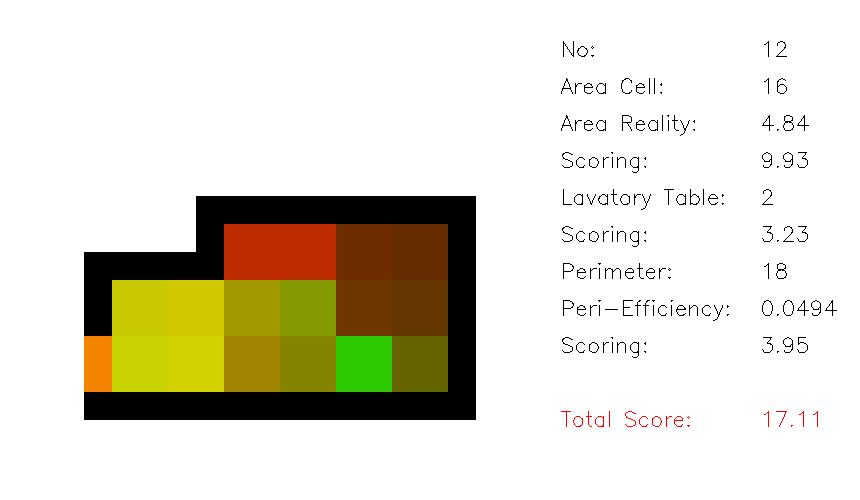 No: 12
Area Cell: 16
Area Reality: 4.84
Scoring: 9.93
Lavatory Table: 2
Scoring: 3.23
Perimeter: 18
Peri-Efficiency: 0.0494
Scoring: 3.95
Total Score: 17.11